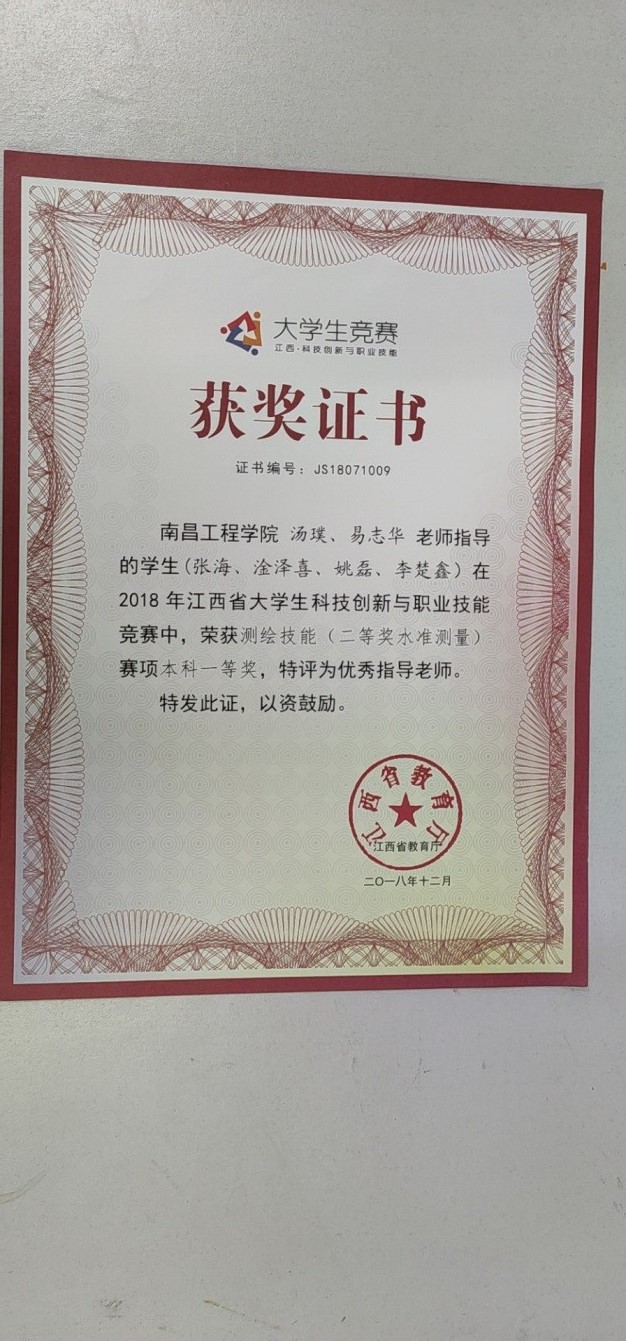 大学生竞赛
江西·科技创新与职业技能
获奖证书
证书编号：JS18071009
南昌工程学院 汤璞、易志华 老师指导
的学生(张海、淦泽喜、姚磊、李楚鑫)在
2018年江西省大学生科技创新与职业技能
竞赛中，荣获测绘技能（二等奖水准测量）
赛项本科一等奖，特评为优秀指导老师。
特发此证，以资鼓励。
江西省教育厅
江西省教育厅
二〇一八年十二月